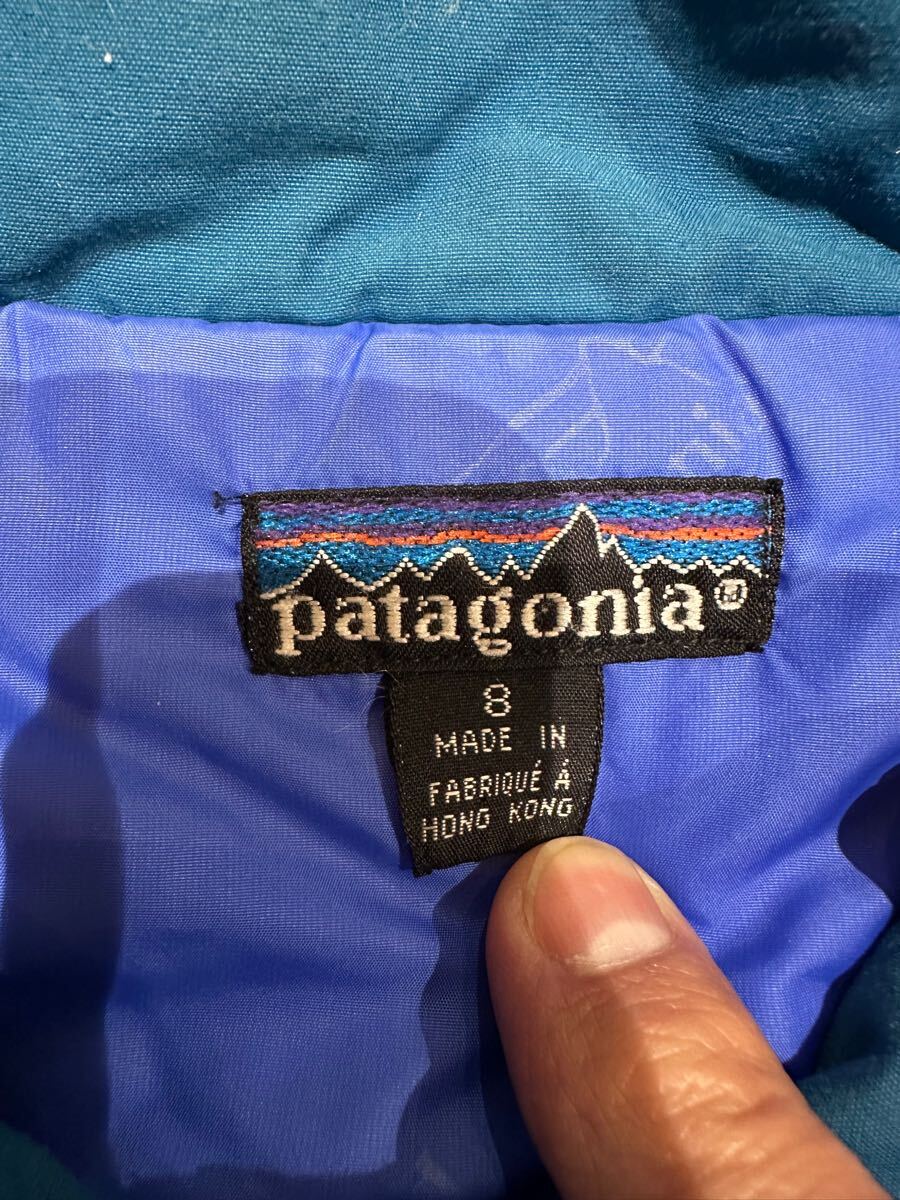 patagonia®
8
MADE IN
FABRIQUÉ Á
HONG KONG